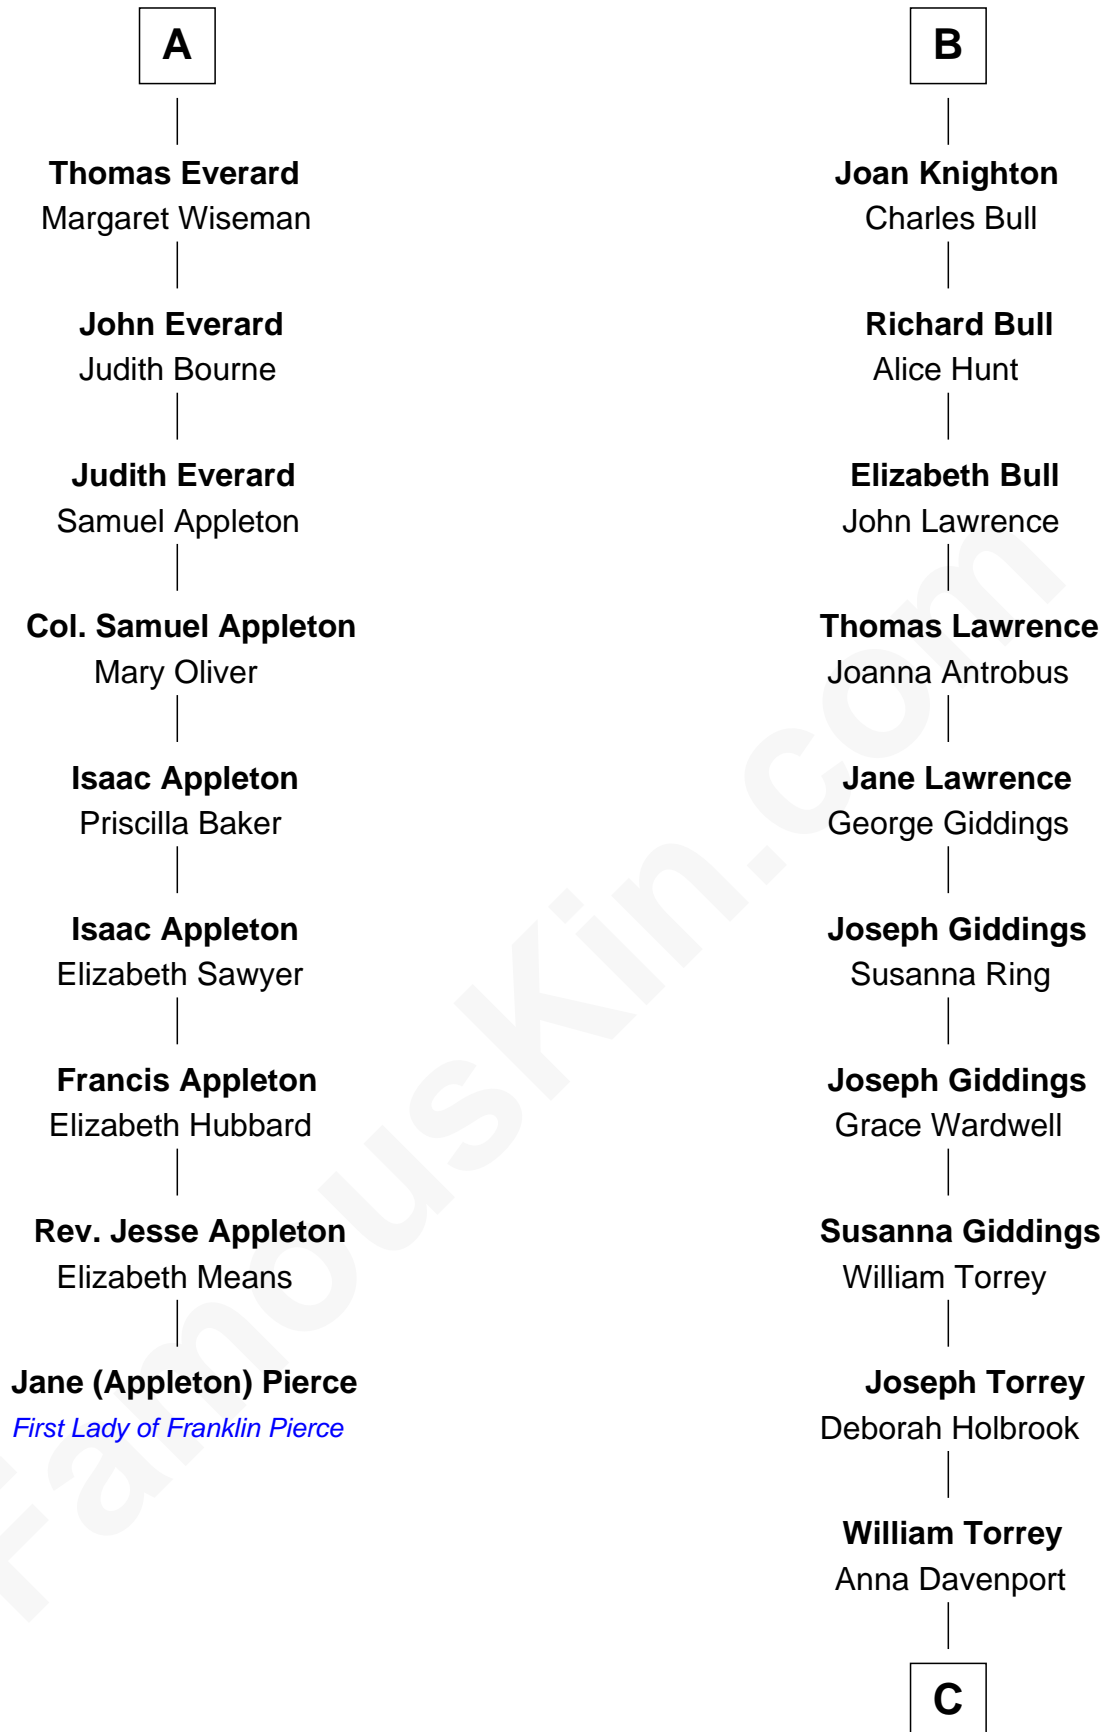 A
Thomas Everard
Margaret Wiseman
John Everard
Judith Bourne
Judith Everard
Samuel Appleton
Col. Samuel Appleton
Mary Oliver
Isaac Appleton
Priscilla Baker
Isaac Appleton
Elizabeth Sawyer
Francis Appleton
Elizabeth Hubbard
Rev. Jesse Appleton
Elizabeth Means
Jane (Appleton) Pierce
First Lady of Franklin Pierce
B
Joan Knighton
Charles Bull
Richard Bull
Alice Hunt
Elizabeth Bull
John Lawrence
Thomas Lawrence
Joanna Antrobus
Jane Lawrence
George Giddings
Joseph Giddings
Susanna Ring
Joseph Giddings
Grace Wardwell
Susanna Giddings
William Torrey
Joseph Torrey
Deborah Holbrook
William Torrey
Anna Davenport
C
FamousKin.com